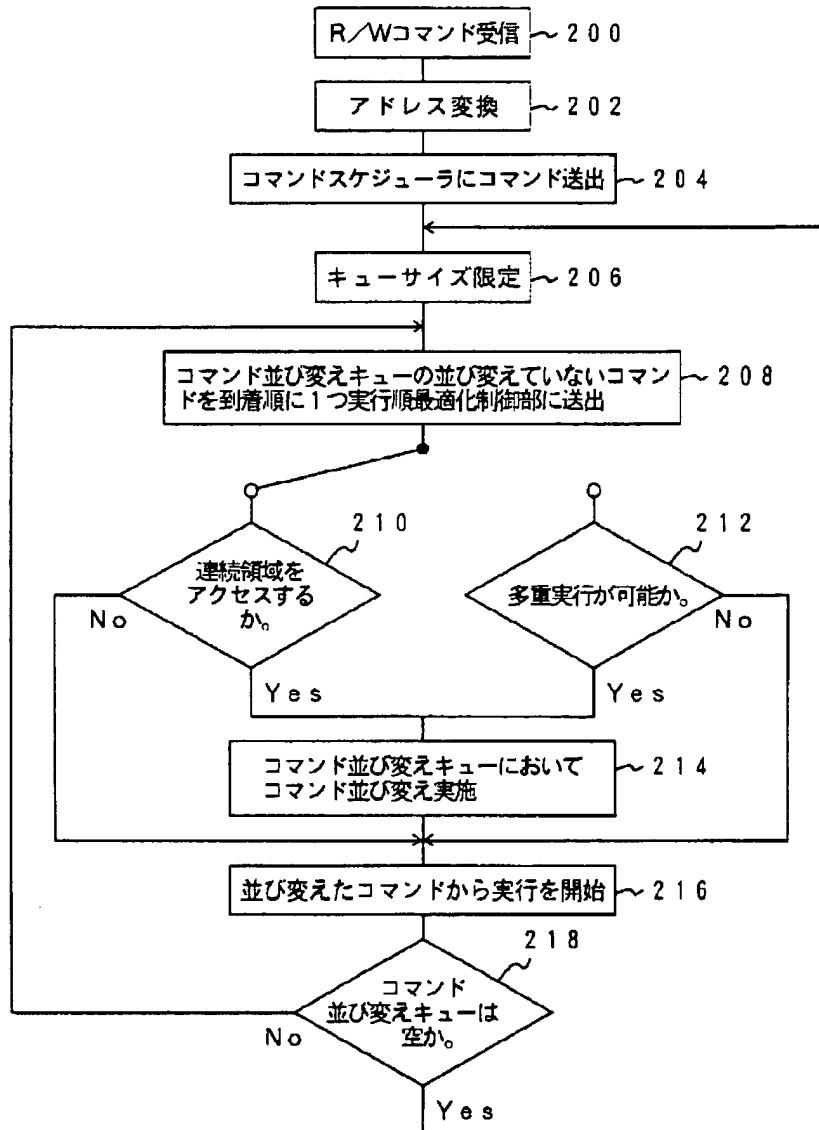 R/Wコマンド受信
200
アドレス変換
202
コマンドスケジューラにコマンド送出
204
キューサイズ限定
206
コマンド並び変えキューの並び変えていないコマン
ドを到着順に1つ実行順最適化制御部に送出
208
210
連続領域を
アクセスする
か。
No
Yes
212
多重実行が可能か。
No
Yes
コマンド並び変えキューにおいて
コマンド並び変え実施
214
並び変えたコマンドから実行を開始
216
218
コマンド
並び変えキューは
空か。
No
Yes